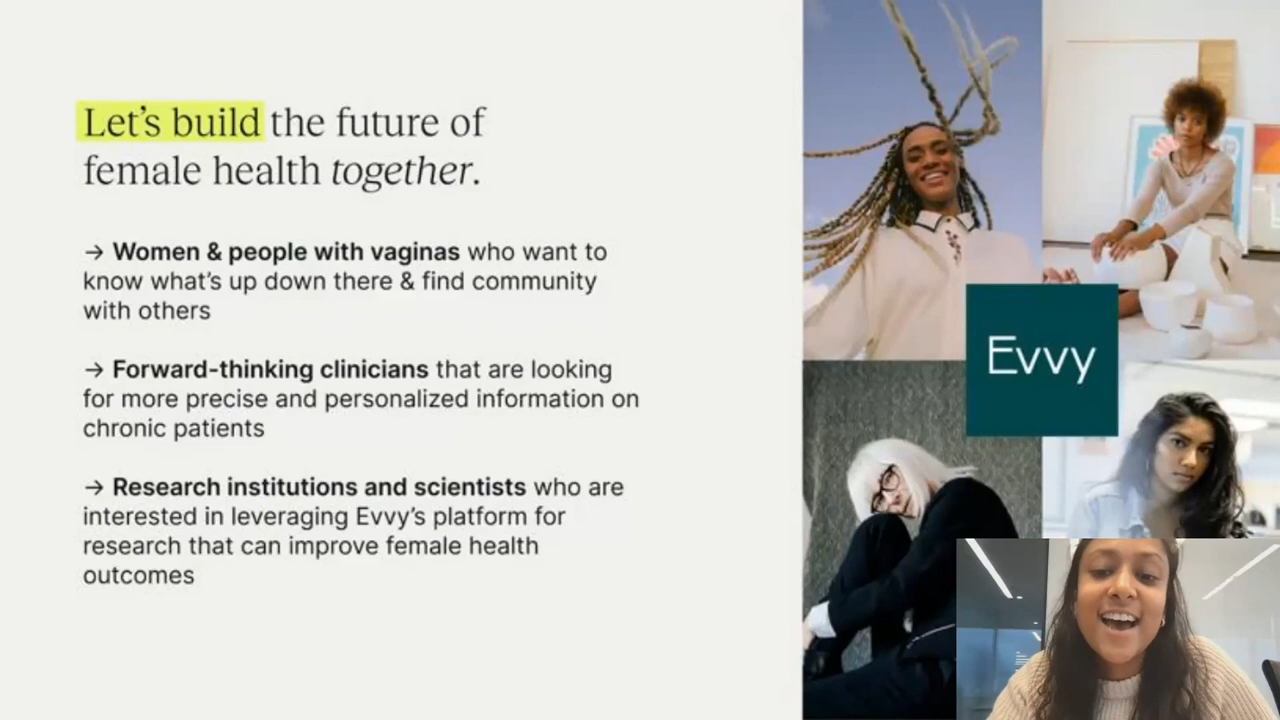 Let's build the future of
female health together.
→ Women & people with vaginas who want to
know what's up down there & find community
with others
→ Forward-thinking clinicians that are looking
for more precise and personalized information on
chronic patients
→ Research institutions and scientists who are
interested in leveraging Evvy's platform for
research that can improve female health
outcomes
Evvy